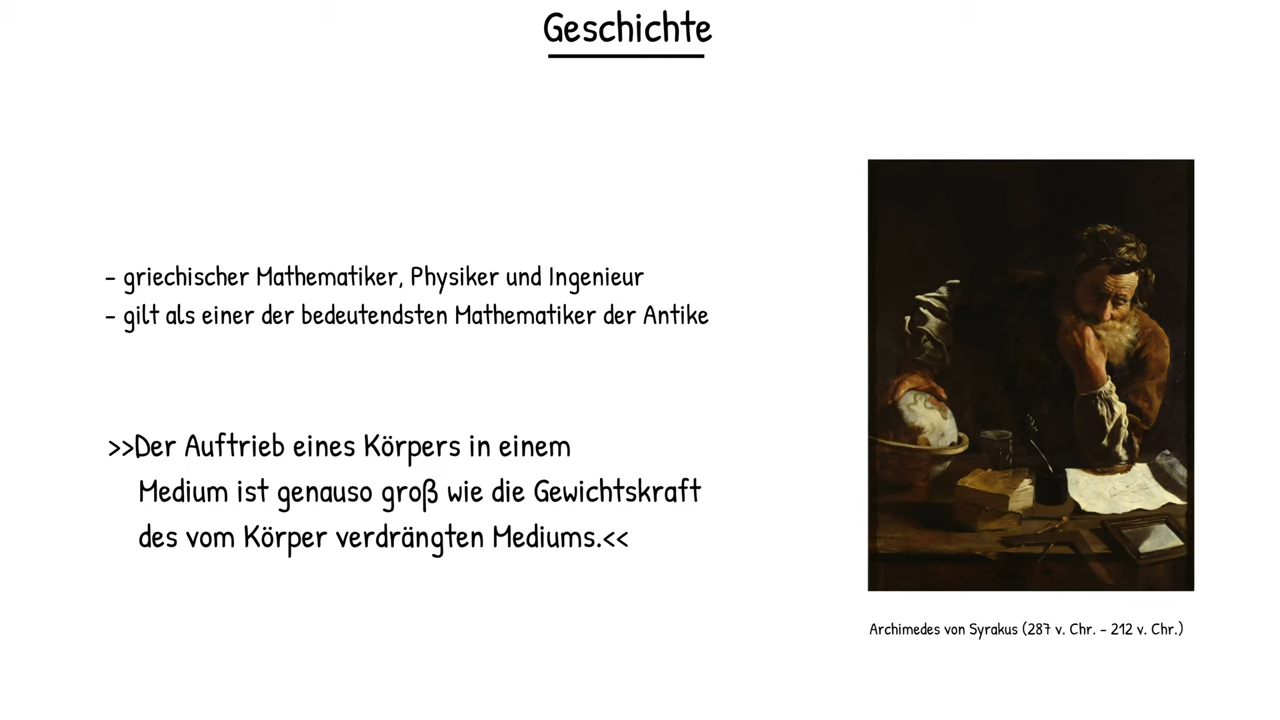 Geschichte
- griechischer Mathematiker, Physiker und Ingenieur
- gilt als einer der bedeutendsten Mathematiker der Antike
>>Der Auftrieb eines Körpers in einem
Medium ist genauso groß wie die Gewichtskraft
des vom Körper verdrängten Mediums.<<
Archimedes von Syrakus (287 v. Chr. - 212 v. Chr.)